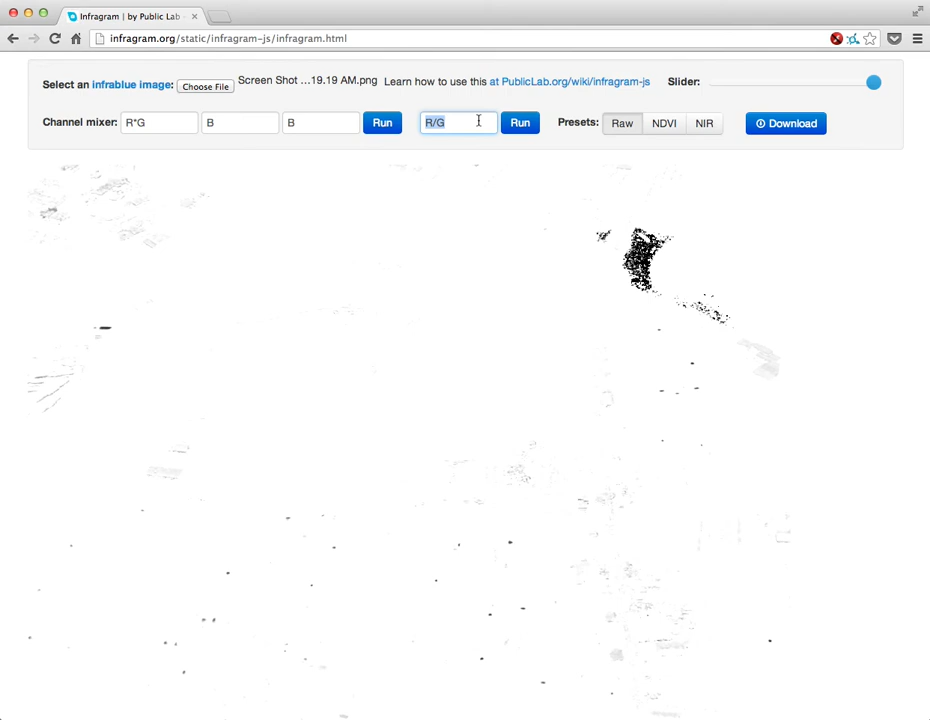 Infragram | by Public Lab
infragram.org/static/infragram-js/infragram.html
Select an infrablue image: Choose File Screen Shot ...19.19 AM.png Learn how to use this at PublicLab.org/wiki/infragram-js Slider:
Channel mixer: R*G B B Run R/G Run Presets: Raw NDVI NIR Download